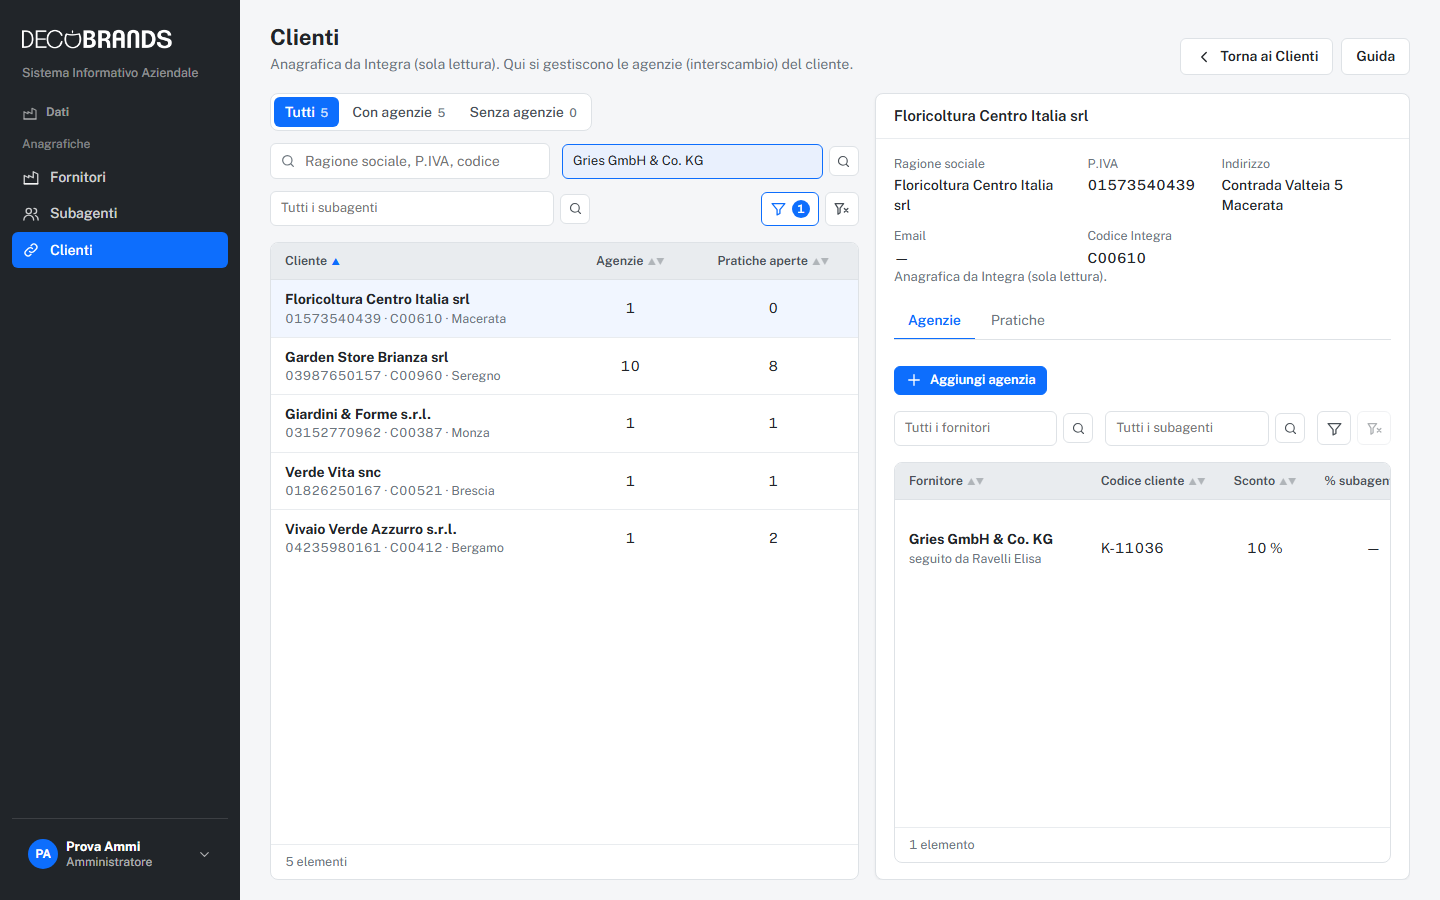 DECOBRANDS
Sistema Informativo Aziendale
Dati
Anagrafiche
Fornitori
Subagenti
Clienti
PA
Prova Ammi
Amministratore
Clienti
Anagrafica da Integra (sola lettura). Qui si gestiscono le agenzie (interscambio) del cliente.
Torna ai Clienti
Guida
Tutti 5
Con agenzie 5
Senza agenzie 0
Ragione sociale, P.IVA, codice
Gries GmbH & Co. KG
Tutti i subagenti
1
Cliente
Agenzie
Pratiche aperte
Floricoltura Centro Italia srl
01573540439 · C00610 · Macerata
1
0
Garden Store Brianza srl
03987650157 · C00960 · Seregno
10
8
Giardini & Forme s.r.l.
03152770962 · C00387 · Monza
1
1
Verde Vita snc
01826250167 · C00521 · Brescia
1
1
Vivaio Verde Azzurro s.r.l.
04235980161 · C00412 · Bergamo
1
2
5 elementi
Floricoltura Centro Italia srl
Ragione sociale
Floricoltura Centro Italia
srl
P.IVA
01573540439
Indirizzo
Contrada Valteia 5
Macerata
Email
—
Codice Integra
C00610
Anagrafica da Integra (sola lettura).
Agenzie
Pratiche
Aggiungi agenzia
Tutti i fornitori
Tutti i subagenti
Fornitore
Codice cliente
Sconto
% subagen
Gries GmbH & Co. KG
seguito da Ravelli Elisa
K-11036
10 %
—
1 elemento